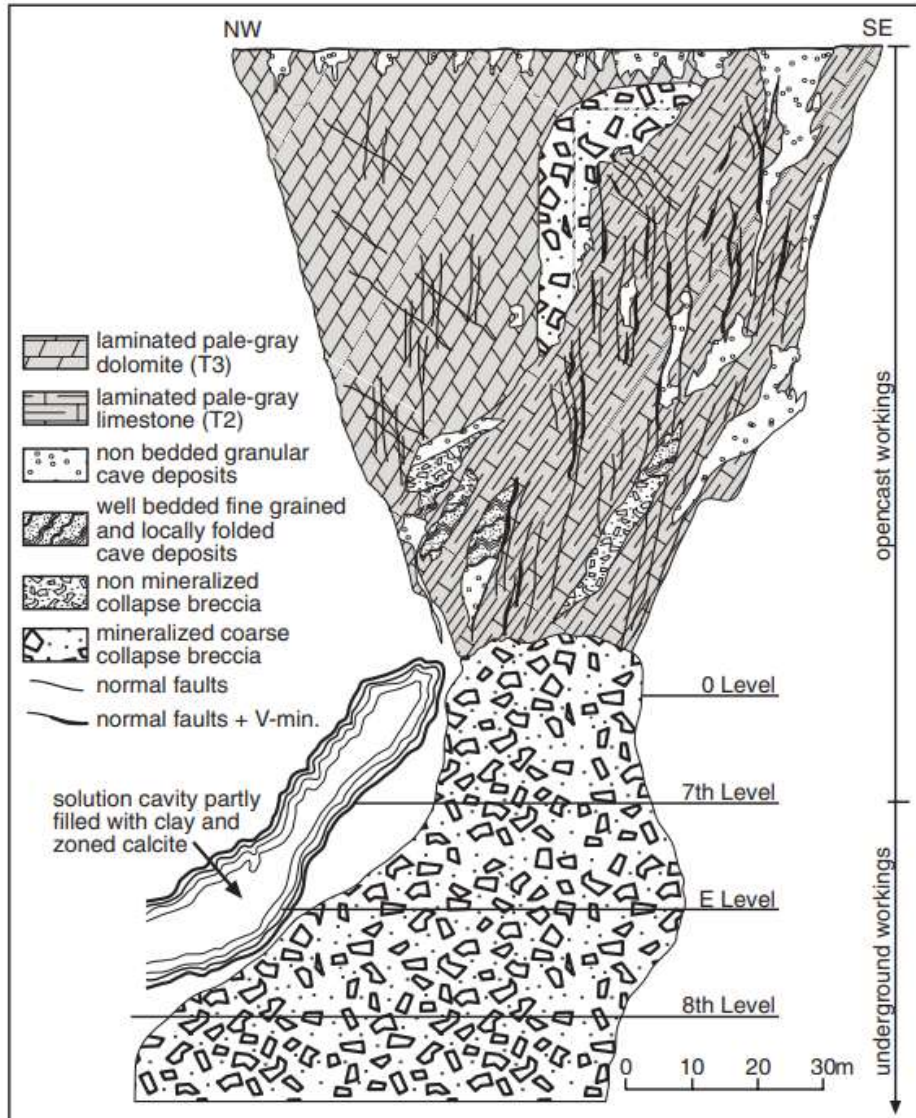 NW
SE
laminated pale-gray
dolomite (T3)
laminated pale-gray
limestone (T2)
non bedded granular
cave deposits
well bedded fine grained
and locally folded
cave deposits
non mineralized
collapse breccia
mineralized coarse
collapse breccia
normal faults
normal faults + V-min.
solution cavity partly
filled with clay and
zoned calcite
opencast workings
0 Level
7th Level
E Level
8th Level
underground workings
0 10 20 30m